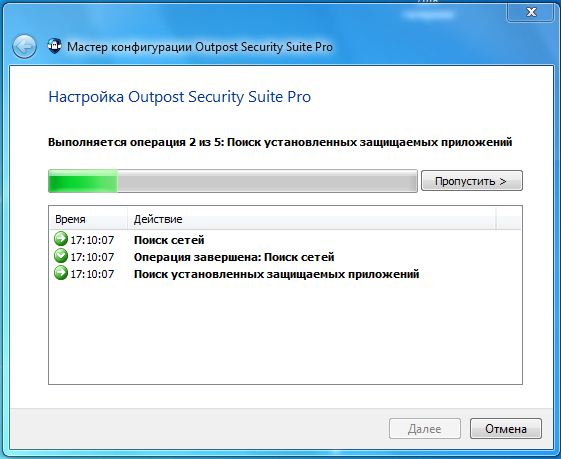 Мастер конфигурации Outpost Security Suite Pro
Настройка Outpost Security Suite Pro
Выполняется операция 2 из 5: Поиск установленных защищаемых приложений
Пропустить >
Время Действие
17:10:07 Поиск сетей
17:10:07 Операция завершена: Поиск сетей
17:10:07 Поиск установленных защищаемых приложений
Далее Отмена